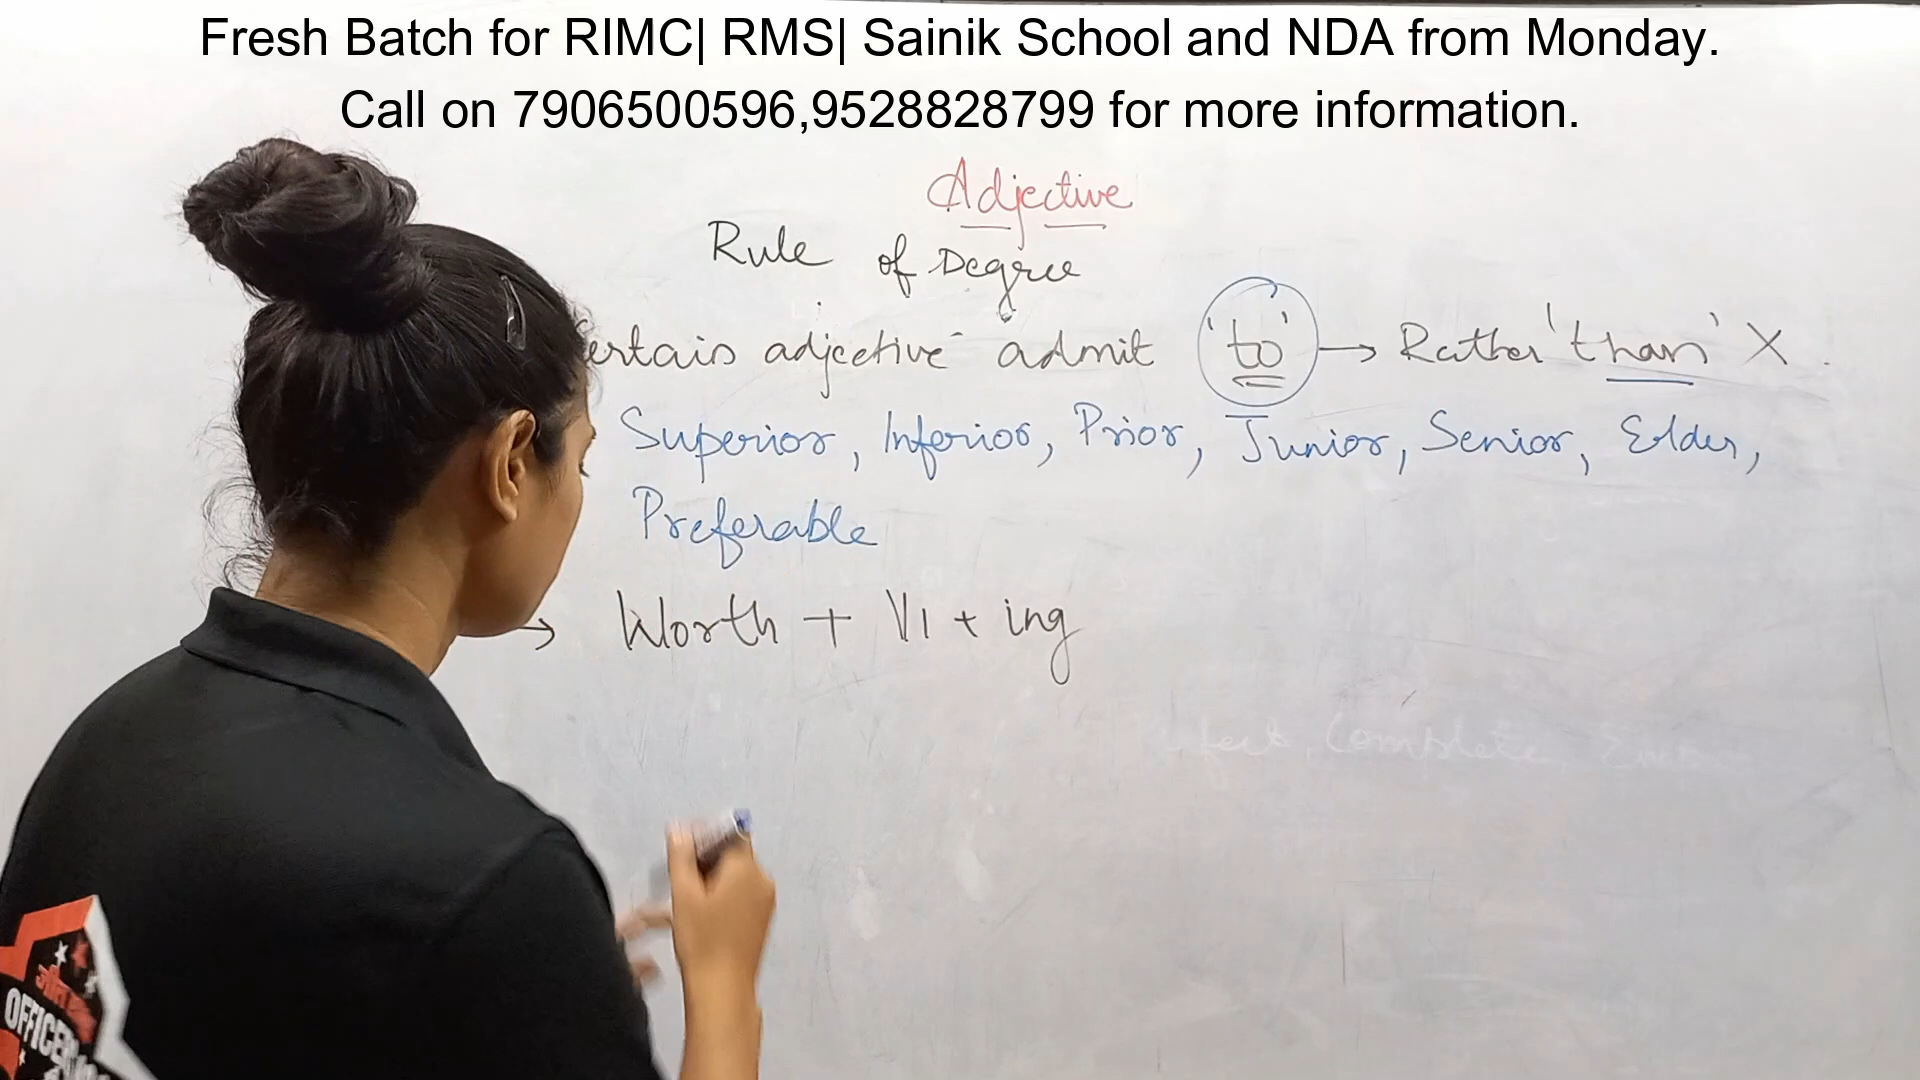 Fresh Batch for RIMC| RMS| Sainik School and NDA from Monday.
Call on 7906500596,9528828799 for more information.
Adjective
Rule of Degree
ertain adjective admit 'to' → Rather 'than' X
Superior, Inferior, Prior, Junior, Senior, Elder,
Preferable
→ Worth + V1 + ing
Complete,
OFFICE